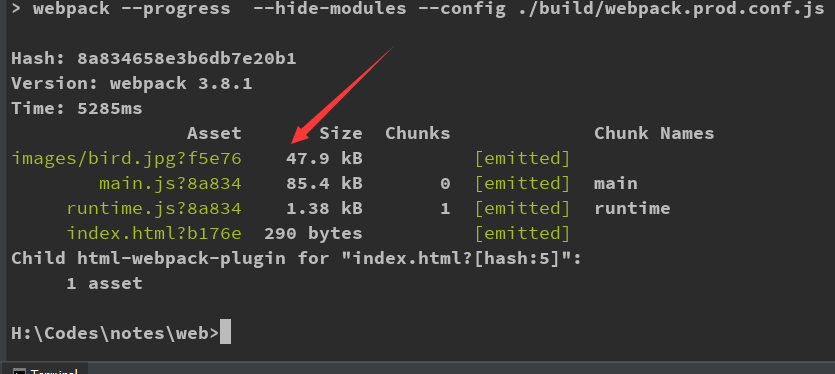 > webpack --progress  --hide-modules --config ./build/webpack.prod.conf.js
Hash: 8a834658e3b6db7e20b1
Version: webpack 3.8.1
Time: 5285ms
Asset Size Chunks Chunk Names
images/bird.jpg?f5e76 47.9 kB [emitted]
main.js?8a834 85.4 kB 0 [emitted] main
runtime.js?8a834 1.38 kB 1 [emitted] runtime
index.html?b176e 290 bytes [emitted]
Child html-webpack-plugin for "index.html?[hash:5]":
1 asset
H:\Codes\notes\web>
Terminal